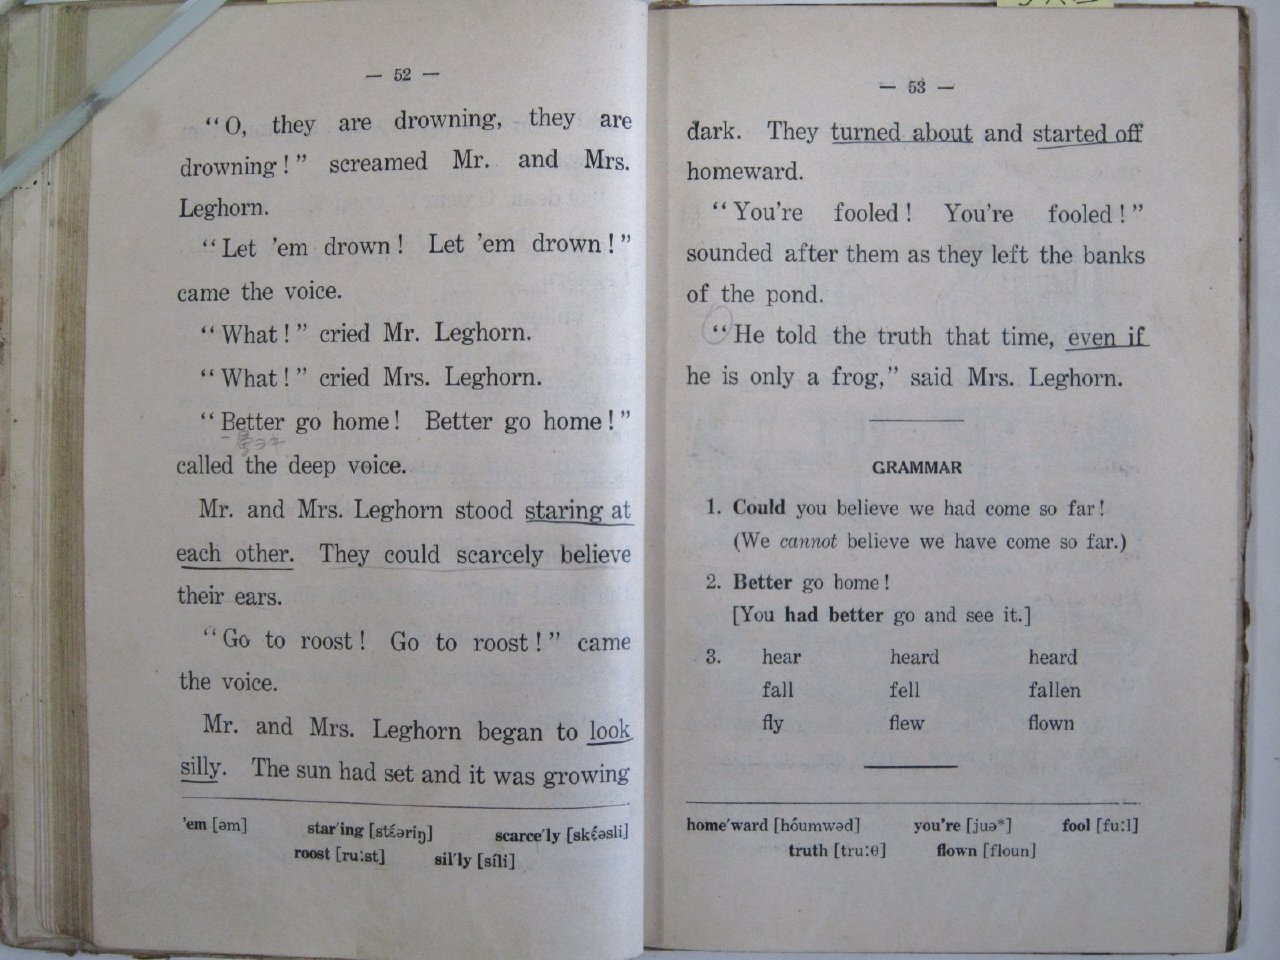 — 52 —
"O, they are drowning, they are
drowning!" screamed Mr. and Mrs.
Leghorn.
"Let 'em drown! Let 'em drown!"
came the voice.
"What!" cried Mr. Leghorn.
"What!" cried Mrs. Leghorn.
"Better go home! Better go home!"
called the deep voice.
Mr. and Mrs. Leghorn stood staring at
each other. They could scarcely believe
their ears.
"Go to roost! Go to roost!" came
the voice.
Mr. and Mrs. Leghorn began to look
silly. The sun had set and it was growing
'em [əm] star′ing [stɛ́əriŋ] scarce′ly [skɛ́əsli]
roost [ruːst] sil′ly [síli]
— 53 —
dark. They turned about and started off
homeward.
"You're fooled! You're fooled!"
sounded after them as they left the banks
of the pond.
"He told the truth that time, even if
he is only a frog," said Mrs. Leghorn.
GRAMMAR
1. Could you believe we had come so far!
(We cannot believe we have come so far.)
2. Better go home!
[You had better go and see it.]
3. hear heard heard
fall fell fallen
fly flew flown
home′ward [hóumwəd] you're [juə*] fool [fuːl]
truth [truːθ] flown [floun]